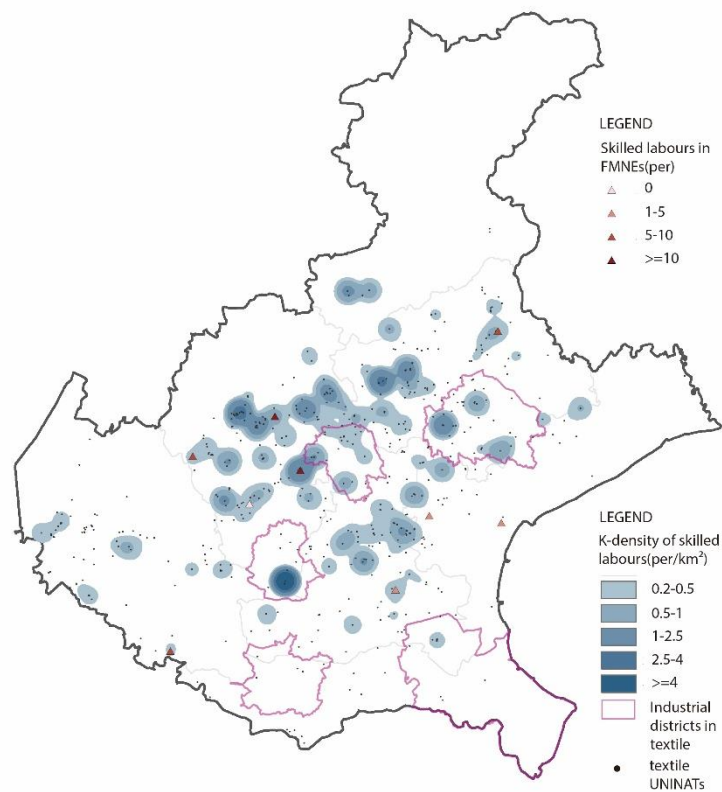 LEGEND
Skilled labours in
FMNEs(per)
0
1-5
5-10
>=10
LEGEND
K-density of skilled
labours(per/km²)
0.2-0.5
0.5-1
1-2.5
2.5-4
>=4
Industrial
districts in
textile
textile
UNINATs